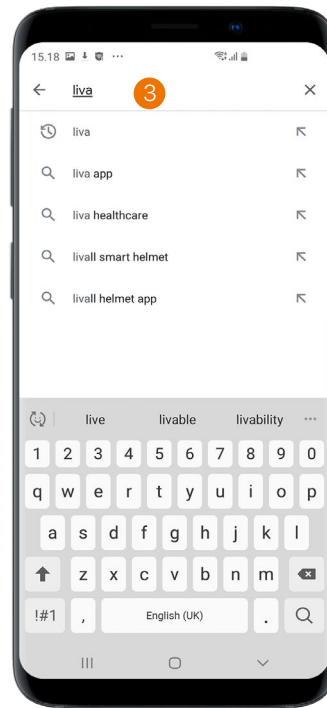 15.18 ...
liva
3
liva
liva app
liva healthcare
livall smart helmet
livall helmet app
live livable livability ...
1 2 3 4 5 6 7 8 9 0
q w e r t y u i o p
a s d f g h j k l
z x c v b n m
!#1 , English (UK) .